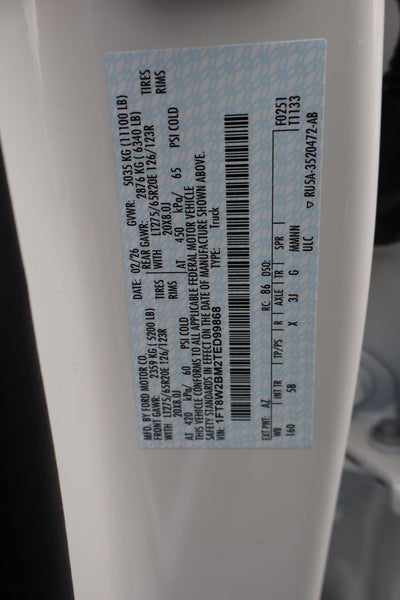 MFD. BY FORD MOTOR CO. DATE: 02/26 GVWR: 5035 KG (11100 LB)
FRONT GAWR: 2359 KG (5200 LB) REAR GAWR: 2876 KG (6340 LB)
WITH LT275/65R20E 126/123R TIRES WITH LT275/65R20E 126/123R TIRES
20X8.0J RIMS 20X8.0J RIMS
AT 420 kPa/ 60 PSI COLD AT 450 kPa/ 65 PSI COLD
THIS VEHICLE CONFORMS TO ALL APPLICABLE FEDERAL MOTOR VEHICLE
SAFETY STANDARDS IN EFFECT ON THE DATE OF MANUFACTURE SHOWN ABOVE.
VIN: 1FT8W2BM2TED99868 TYPE: Truck
F0251
T1133
EXT PNT: AZ RC: 86 DSO:
WB INT TR TP/PS R AXLE TR SPR
160 5B X 3J G MANNN
ULC
▽ RU5A-3520472-AB